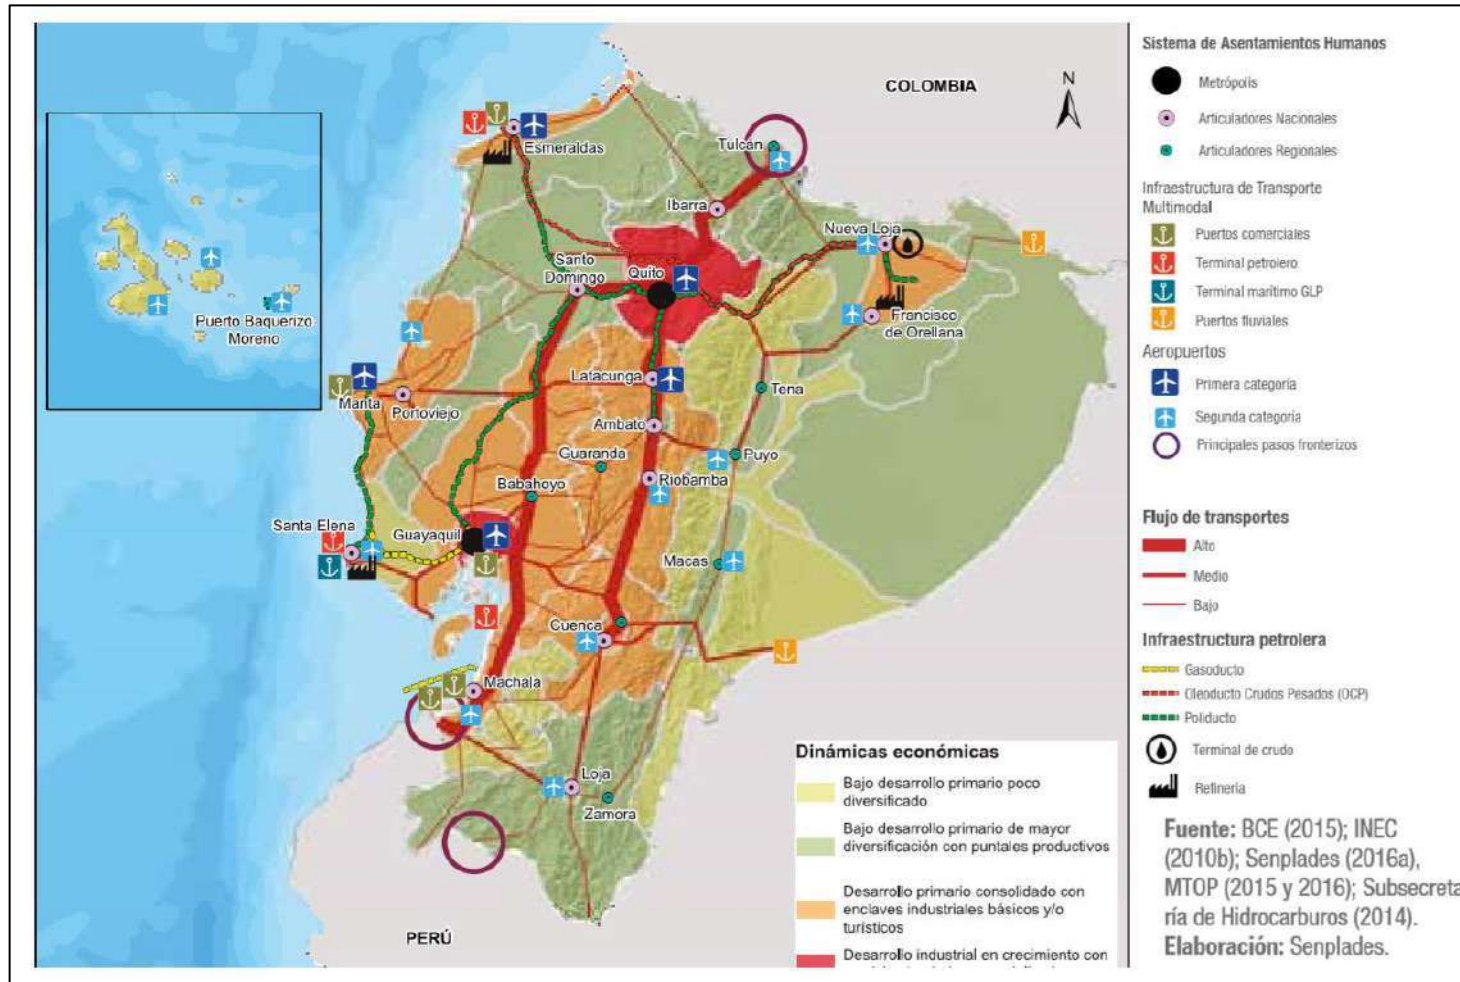 COLOMBIA
N
Tulcán
Esmeraldas
Ibarra
Nueva Loja
Santo
Domingo
Quito
Francisco
de Orellana
Puerto Baquerizo
Moreno
Latacunga
Tena
Manta
Portoviejo
Ambato
Guaranda
Puyo
Babahoyo
Riobamba
Santa Elena
Guayaquil
Macas
Cuenca
Machala
Loja
Zamora
PERÚ
Dinámicas económicas
Bajo desarrollo primario poco
diversificado
Bajo desarrollo primario de mayor
diversificación con puntales productivos
Desarrollo primario consolidado con
enclaves industriales básicos y/o
turísticos
Desarrollo industrial en crecimiento con
Sistema de Asentamientos Humanos
Metrópolis
Articuladores Nacionales
Articuladores Regionales
Infraestructura de Transporte
Multimodal
Puertos comerciales
Terminal petrolero
Terminal marítimo GLP
Puertos fluviales
Aeropuertos
Primera categoría
Segunda categoría
Principales pasos fronterizos
Flujo de transportes
Alto
Medio
Bajo
Infraestructura petrolera
Gasoducto
Oleoducto Crudos Pesados (OCP)
Poliducto
Terminal de crudo
Refinería
Fuente: BCE (2015); INEC
(2010b); Senplades (2016a),
MTOP (2015 y 2016); Subsecreta
ría de Hidrocarburos (2014).
Elaboración: Senplades.